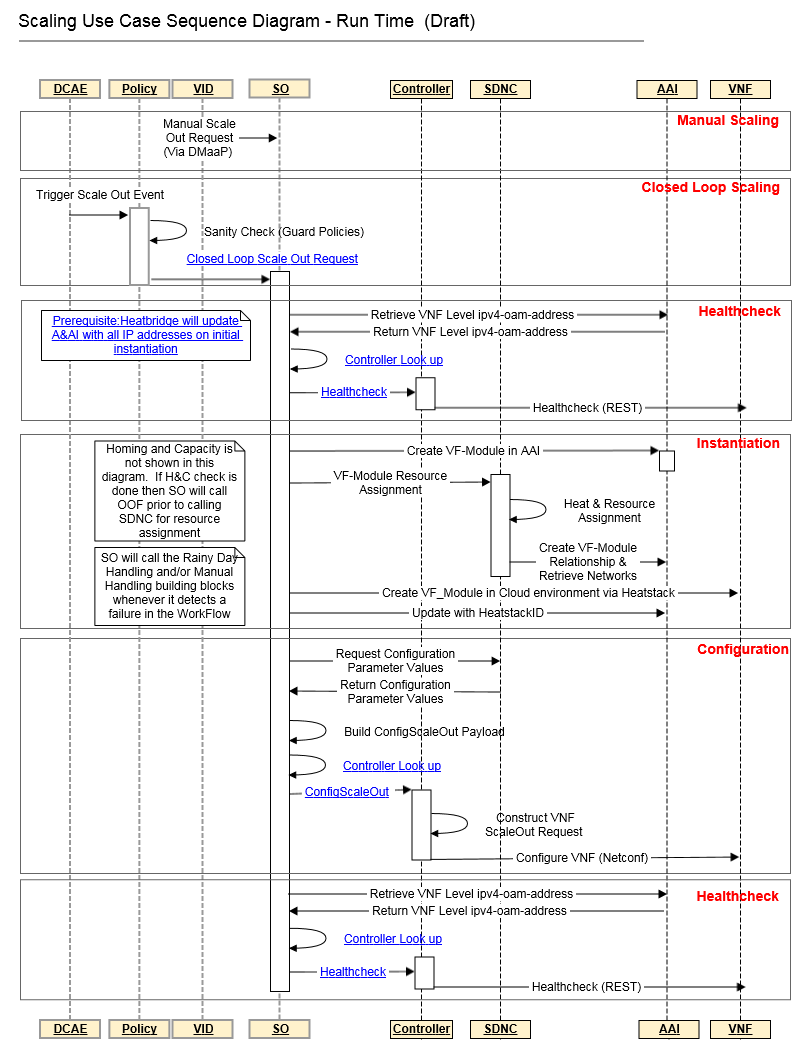 Scaling Use Case Sequence Diagram - Run Time  (Draft)
DCAE
Policy
VID
SO
Controller
SDNC
AAI
VNF
Manual Scaling
Manual Scale
Out Request
(Via DMaaP)
Closed Loop Scaling
Trigger Scale Out Event
Sanity Check (Guard Policies)
Closed Loop Scale Out Request
Healthcheck
Prerequisite:Heatbridge will update
A&AI with all IP addresses on initial
instantiation
Retrieve VNF Level ipv4-oam-address
Return VNF Level ipv4-oam-address
Controller Look up
Healthcheck
Healthcheck (REST)
Instantiation
Homing and Capacity is
not shown in this
diagram.  If H&C check is
done then SO will call
OOF prior to calling
SDNC for resource
assignment
Create VF-Module in AAI
VF-Module Resource
Assignment
Heat & Resource
Assignment
Create VF-Module
Relationship &
Retrieve Networks
SO will call the Rainy Day
Handling and/or Manual
Handling building blocks
whenever it detects a
failure in the WorkFlow
Create VF_Module in Cloud environment via Heatstack
Update with HeatstackID
Configuration
Request Configuration
Parameter Values
Return Configuration
Parameter Values
Build ConfigScaleOut Payload
Controller Look up
ConfigScaleOut
Construct VNF
ScaleOut Request
Configure VNF (Netconf)
Healthcheck
Retrieve VNF Level ipv4-oam-address
Return VNF Level ipv4-oam-address
Controller Look up
Healthcheck
Healthcheck (REST)
DCAE
Policy
VID
SO
Controller
SDNC
AAI
VNF